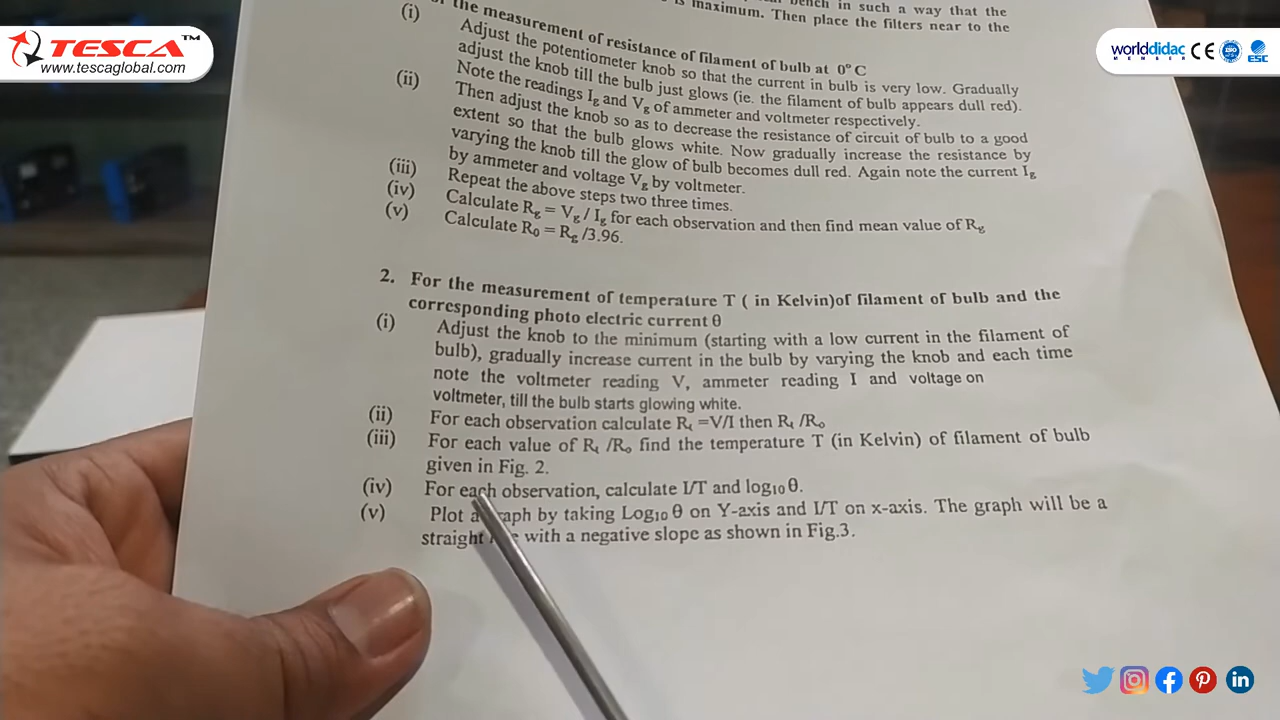 TESCA™
www.tescaglobal.com
worlddidac
MEMBER
CE
ISO
ESC
bench in such a way that the
is maximum. Then place the filters near to the
the measurement of resistance of filament of bulb at 0° C
(i) Adjust the potentiometer knob so that the current in bulb is very low. Gradually
adjust the knob till the bulb just glows (ie. the filament of bulb appears dull red).
(ii) Note the readings Ig and Vg of ammeter and voltmeter respectively.
Then adjust the knob so as to decrease the resistance of circuit of bulb to a good
extent so that the bulb glows white. Now gradually increase the resistance by
varying the knob till the glow of bulb becomes dull red. Again note the current Ig
by ammeter and voltage Vg by voltmeter.
(iii) Repeat the above steps two three times.
(iv) Calculate Rg = Vg / Ig for each observation and then find mean value of Rg
(v) Calculate R0 = Rg /3.96.
2. For the measurement of temperature T ( in Kelvin)of filament of bulb and the
corresponding photo electric current θ
(i) Adjust the knob to the minimum (starting with a low current in the filament of
bulb), gradually increase current in the bulb by varying the knob and each time
note the voltmeter reading V, ammeter reading I and voltage on
voltmeter, till the bulb starts glowing white.
(ii) For each observation calculate Rt =V/I then Rt /Ro
(iii) For each value of Rt /Ro find the temperature T (in Kelvin) of filament of bulb
given in Fig. 2.
(iv) For each observation, calculate I/T and log10 θ.
(v) Plot a graph by taking Log10 θ on Y-axis and I/T on x-axis. The graph will be a
straight with a negative slope as shown in Fig.3.